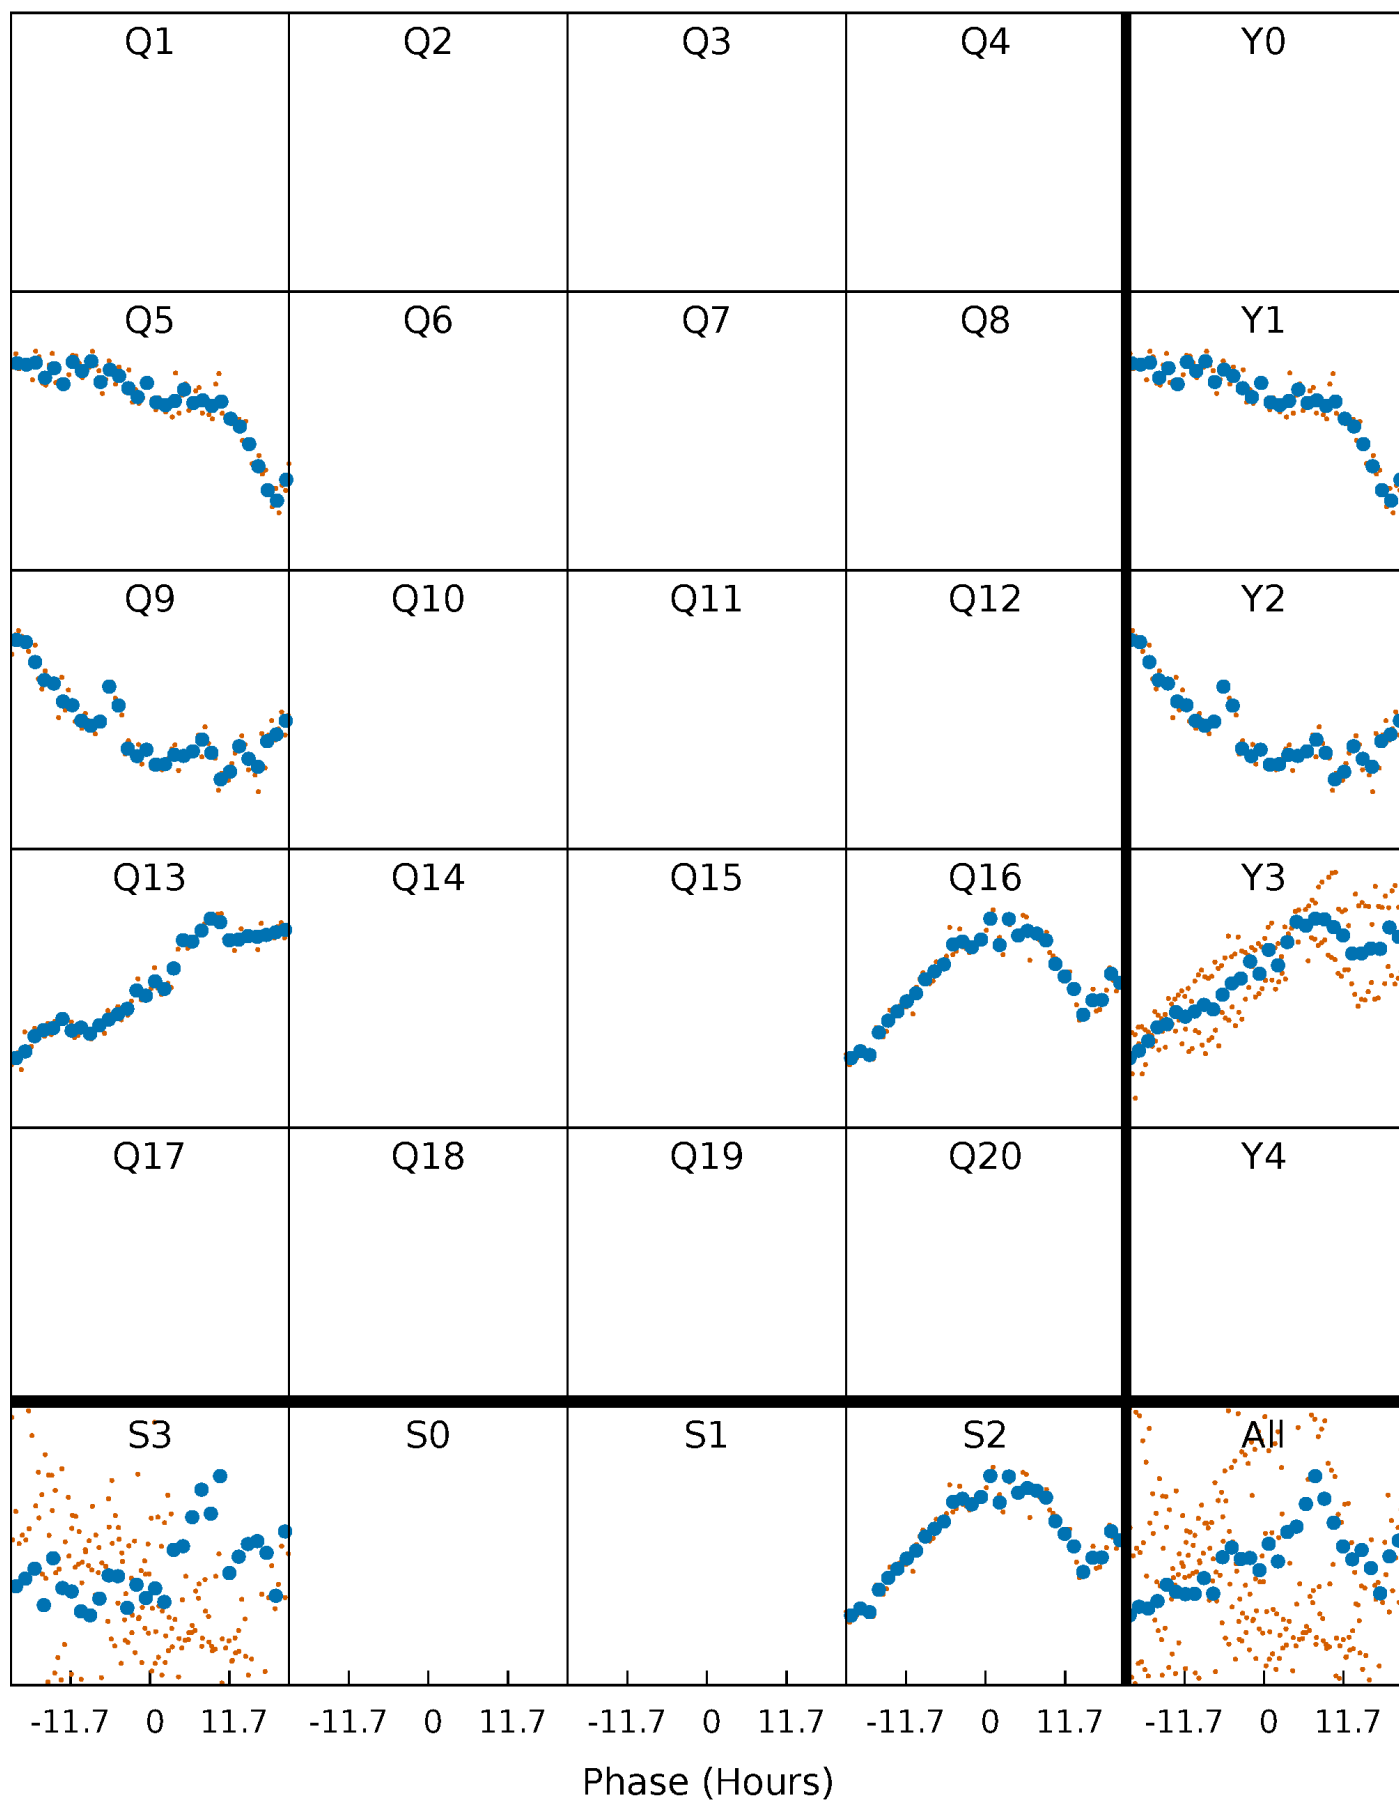 Q1 Q2 Q3 Q4 Y0
Q5 Q6 Q7 Q8 Y1
Q9 Q10 Q11 Q12 Y2
Q13 Q14 Q15 Q16 Y3
Q17 Q18 Q19 Q20 Y4
S3 S0 S1 S2 All
-11.7 0 11.7 -11.7 0 11.7 -11.7 0 11.7 -11.7 0 11.7 -11.7 0 11.7
Phase (Hours)